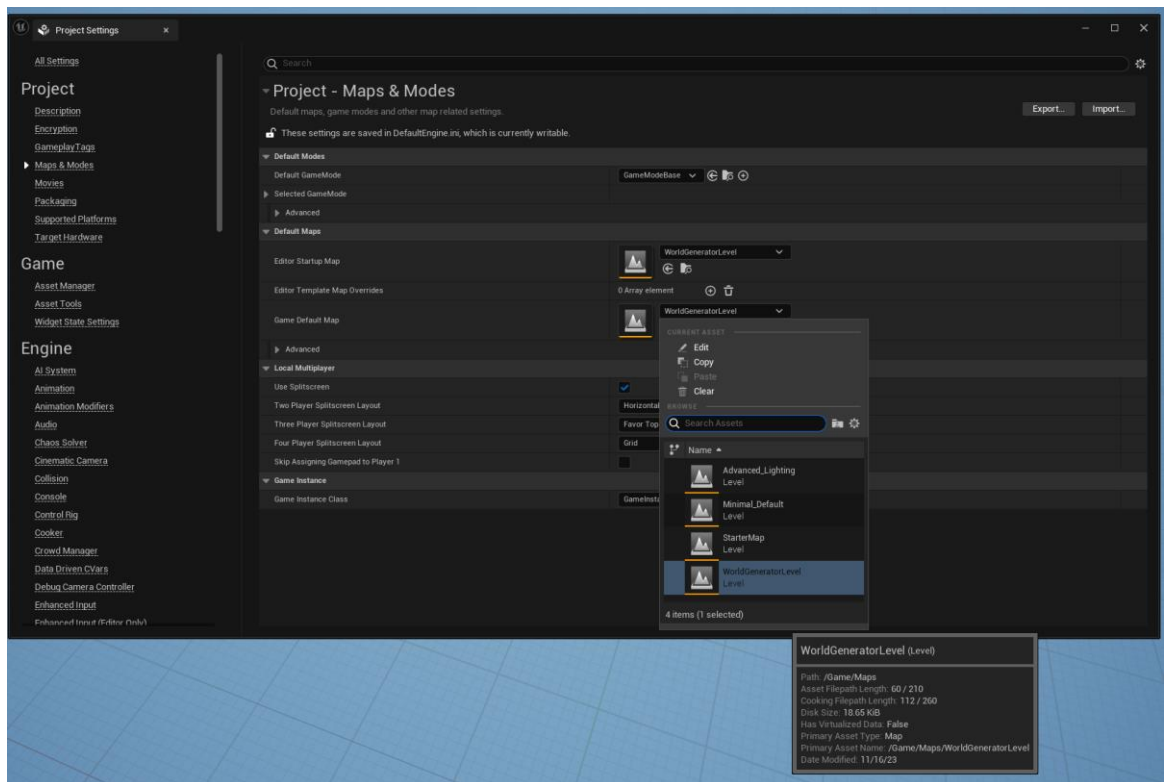 Project Settings
All Settings
Project
Description
Encryption
GameplayTags
Maps & Modes
Movies
Packaging
Supported Platforms
Target Hardware
Game
Asset Manager
Asset Tools
Widget State Settings
Engine
AI System
Animation
Animation Modifiers
Audio
Chaos Solver
Cinematic Camera
Collision
Console
Control Rig
Cooker
Crowd Manager
Data Driven CVars
Debug Camera Controller
Enhanced Input
Enhanced Input (Editor Only)
Search
Project - Maps & Modes
Default maps, game modes and other map related settings.
Export...
Import...
These settings are saved in DefaultEngine.ini, which is currently writable.
Default Modes
Default GameMode
GameModeBase
Selected GameMode
Advanced
Default Maps
Editor Startup Map
WorldGeneratorLevel
Editor Template Map Overrides
0 Array element
Game Default Map
WorldGeneratorLevel
Advanced
Local Multiplayer
Use Splitscreen
Two Player Splitscreen Layout
Horizontal
Three Player Splitscreen Layout
Favor Top
Four Player Splitscreen Layout
Grid
Skip Assigning Gamepad to Player 1
Game Instance
Game Instance Class
GameInsta
CURRENT ASSET
Edit
Copy
Paste
Clear
BROWSE
Search Assets
Name
Advanced_Lighting
Level
Minimal_Default
Level
StarterMap
Level
WorldGeneratorLevel
Level
4 items (1 selected)
WorldGeneratorLevel (Level)
Path: /Game/Maps
Asset Filepath Length: 60 / 210
Cooking Filepath Length: 112 / 260
Disk Size: 18.65 KiB
Has Virtualized Data: False
Primary Asset Type: Map
Primary Asset Name: /Game/Maps/WorldGeneratorLevel
Date Modified: 11/16/23